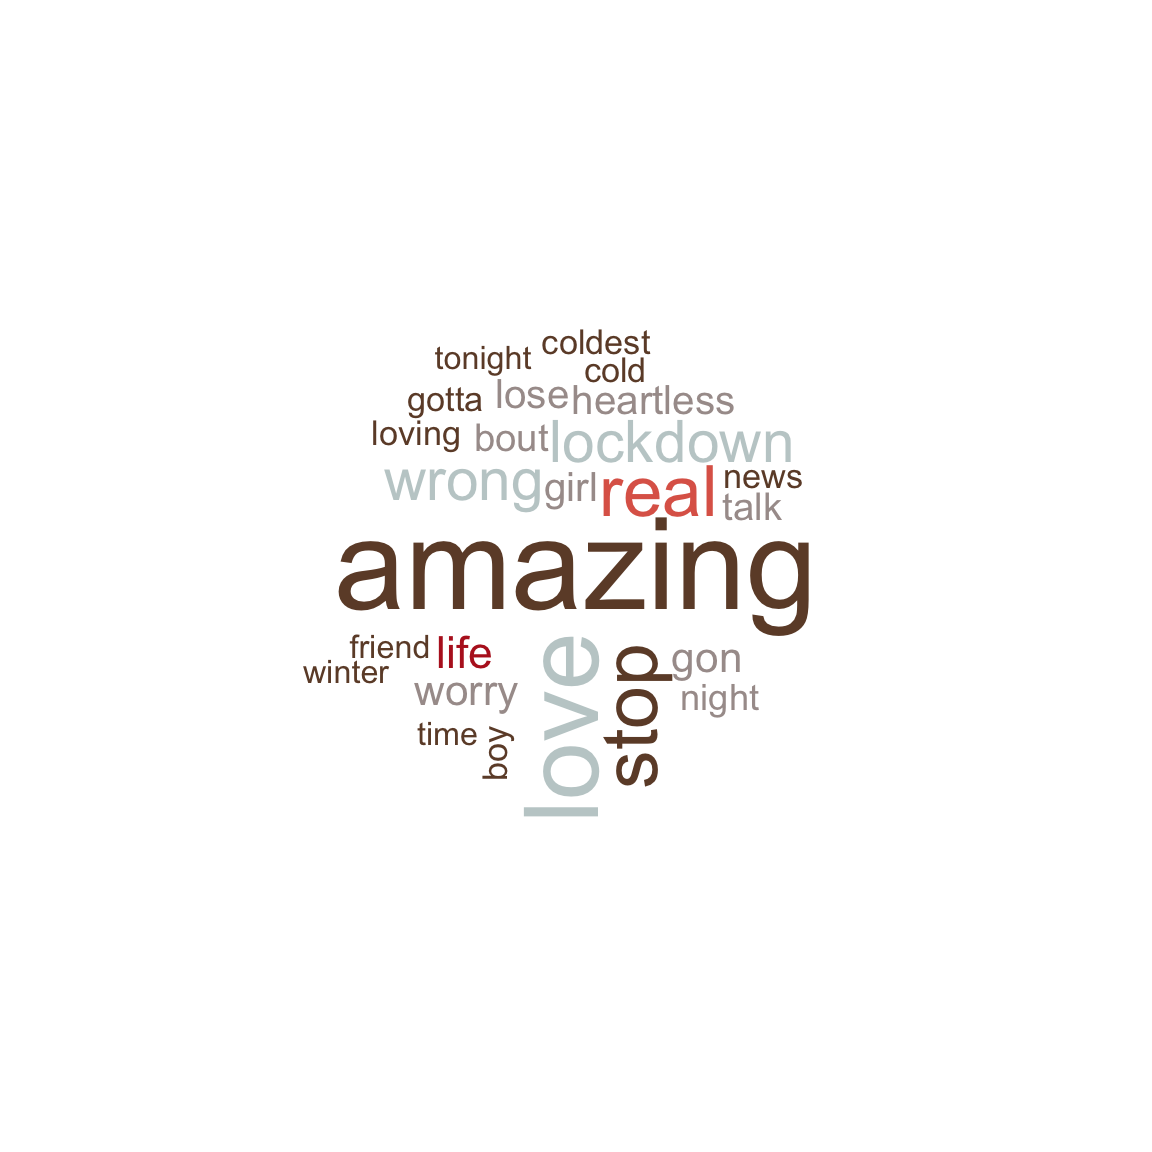 coldest
tonight
cold
lose
heartless
gotta
loving
bout
lockdown
wrong
girl
real
news
talk
amazing
friend
life
winter
worry
love
stop
gon
night
time
boy